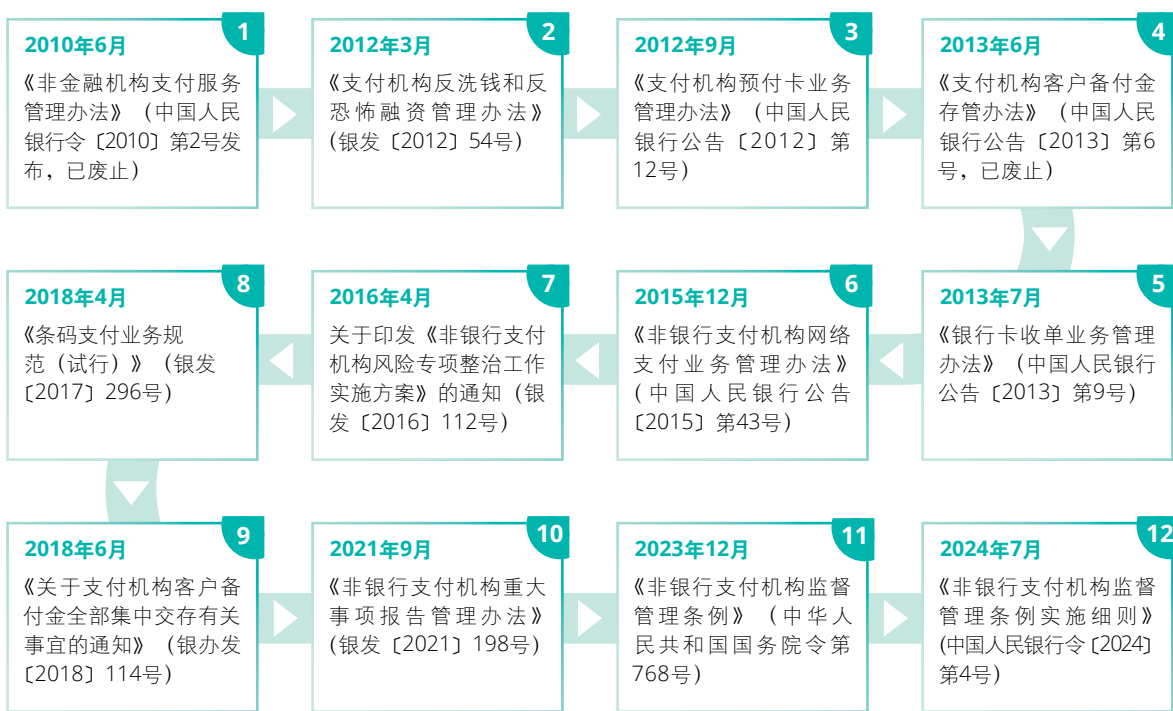 1
2010年6月
《非金融机构支付服务
管理办法》（中国人民
银行令〔2010〕第2号发
布，已废止）
2
2012年3月
《支付机构反洗钱和反
恐怖融资管理办法》
(银发〔2012〕54号)
3
2012年9月
《支付机构预付卡业务
管理办法》（中国人民
银行公告〔2012〕第
12号)
4
2013年6月
《支付机构客户备付金
存管办法》（中国人民
银行公告〔2013〕第6
号，已废止）
5
2013年7月
《银行卡收单业务管理
办法》（中国人民银行
公告〔2013〕第9号)
6
2015年12月
《非银行支付机构网络
支付业务管理办法》
(中国人民银行公告
〔2015〕第43号)
7
2016年4月
关于印发《非银行支付
机构风险专项整治工作
实施方案》的通知（银
发〔2016〕112号)
8
2018年4月
《条码支付业务规
范（试行）》（银发
〔2017〕296号)
9
2018年6月
《关于支付机构客户备
付金全部集中交存有关
事宜的通知》（银办发
〔2018〕114号)
10
2021年9月
《非银行支付机构重大
事项报告管理办法》
(银发〔2021〕198号)
11
2023年12月
《非银行支付机构监督
管理条例》（中华人
民共和国国务院令第
768号)
12
2024年7月
《非银行支付机构监督
管理条例实施细则》
(中国人民银行令〔2024〕
第4号)